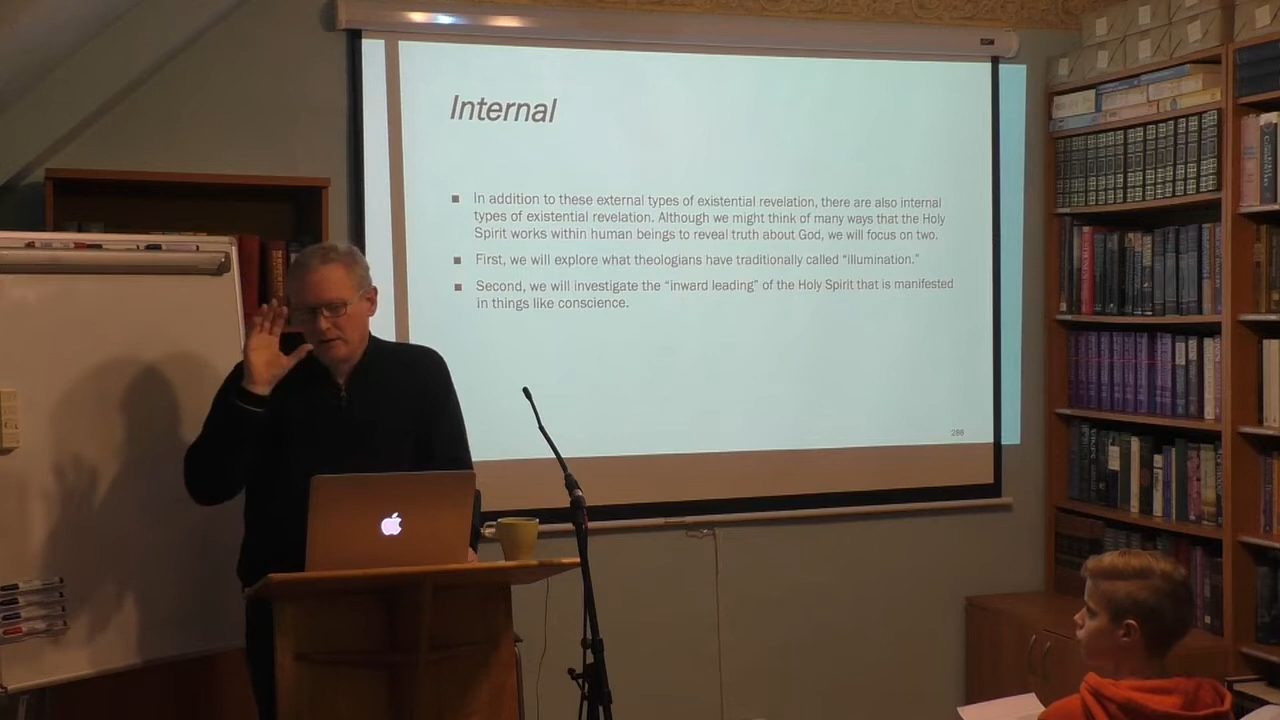 Internal
■ In addition to these external types of existential revelation, there are also internal
types of existential revelation. Although we might think of many ways that the Holy
Spirit works within human beings to reveal truth about God, we will focus on two.
■ First, we will explore what theologians have traditionally called “illumination.”
■ Second, we will investigate the “inward leading” of the Holy Spirit that is manifested
in things like conscience.